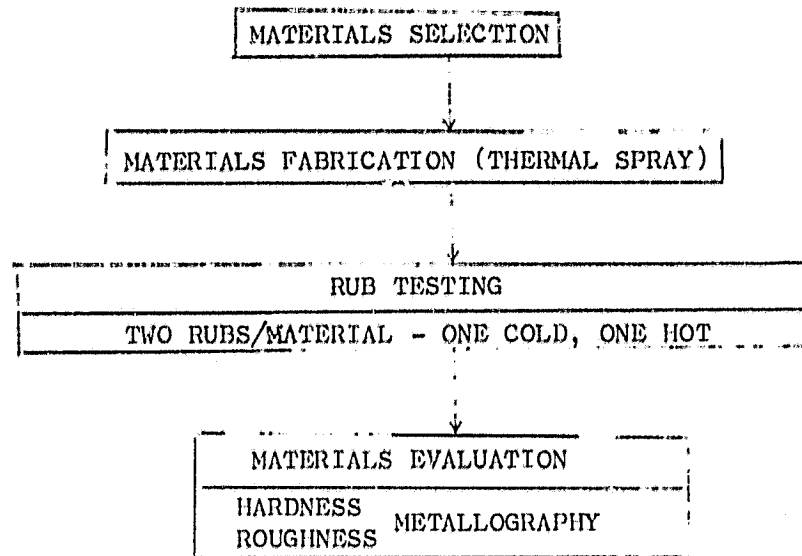 MATERIALS SELECTION
MATERIALS FABRICATION (THERMAL SPRAY)
RUB TESTING
TWO RUBS/MATERIAL - ONE COLD, ONE HOT
MATERIALS EVALUATION
HARDNESS
ROUGHNESS METALLOGRAPHY